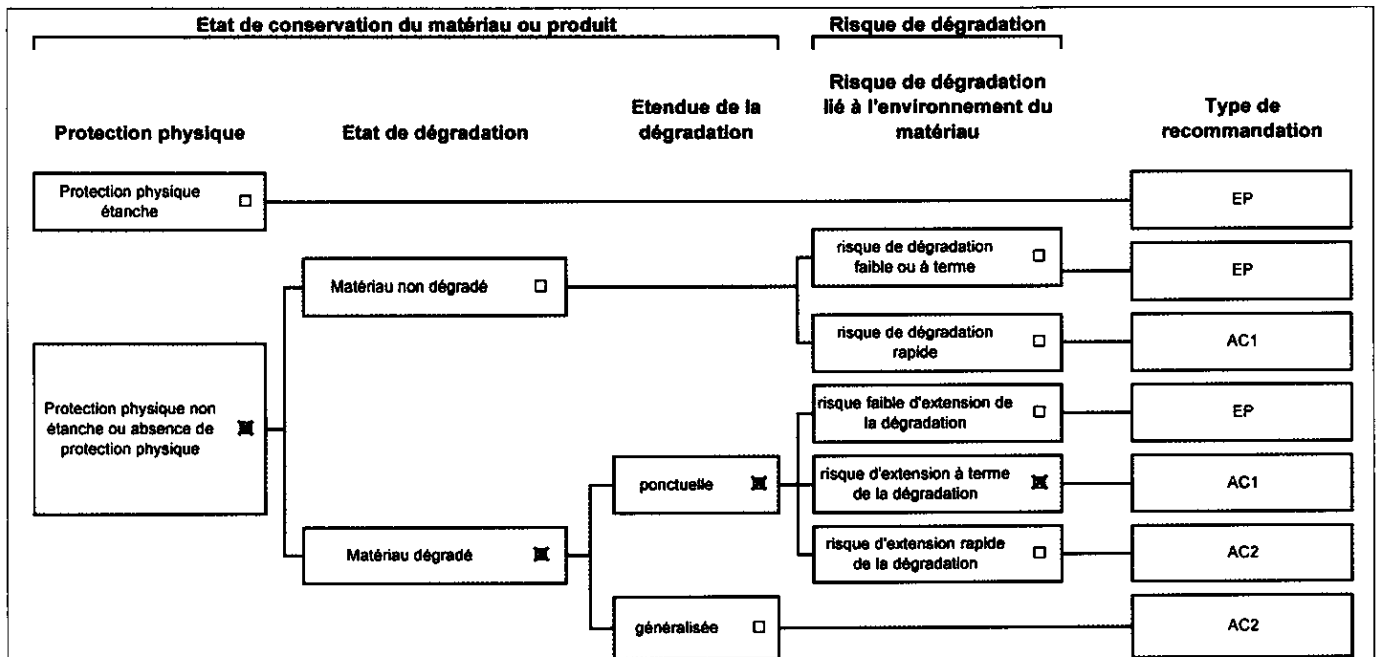 Etat de conservation du matériau ou produit
Risque de dégradation
Protection physique
Etat de dégradation
Etendue de la
dégradation
Risque de dégradation
lié à l'environnement du
matériau
Type de
recommandation
Protection physique
étanche
EP
risque de dégradation
faible ou à terme
EP
Matériau non dégradé
risque de dégradation
rapide
AC1
Protection physique non
étanche ou absence de
protection physique
risque faible d'extension de
la dégradation
EP
ponctuelle
risque d'extension à terme
de la dégradation
AC1
Matériau dégradé
risque d'extension rapide
de la dégradation
AC2
généralisée
AC2